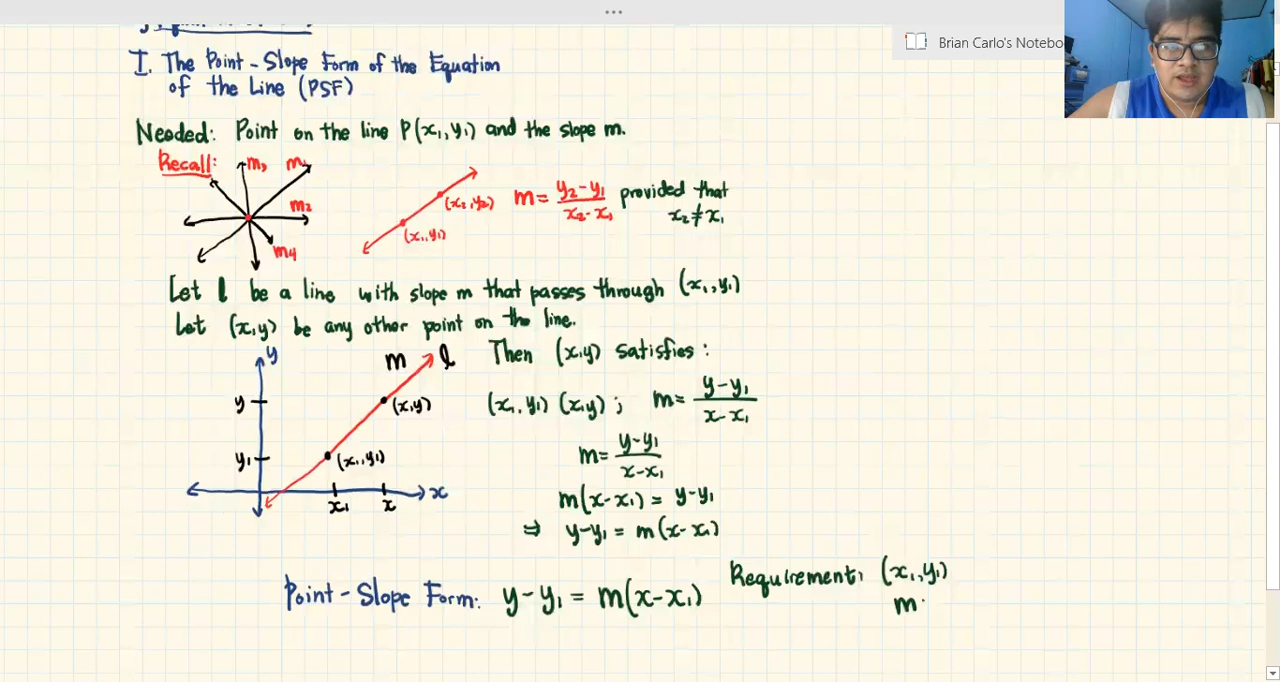 Brian Carlo's Notebo
I. The Point-Slope Form of the Equation
of the Line (PSF)
Needed: Point on the line P(x₁,y₁) and the slope m.
Recall:
m₃
m₁
m₂
m₄
(x₂,y₂)
(x₁,y₁)
m = (y₂-y₁)/(x₂-x₁) provided that
x₂≠x₁
Let l be a line with slope m that passes through (x₁,y₁)
Let (x,y) be any other point on the line.
y
m l
Then (x,y) satisfies:
y
(x,y)
(x₁,y₁) (x,y); m = (y-y₁)/(x-x₁)
y₁
(x₁,y₁)
m = (y-y₁)/(x-x₁)
x₁ x
x
m(x-x₁) = y-y₁
⇒ y-y₁ = m(x-x₁)
Point-Slope Form: y-y₁ = m(x-x₁)
Requirement: (x₁,y₁)
m